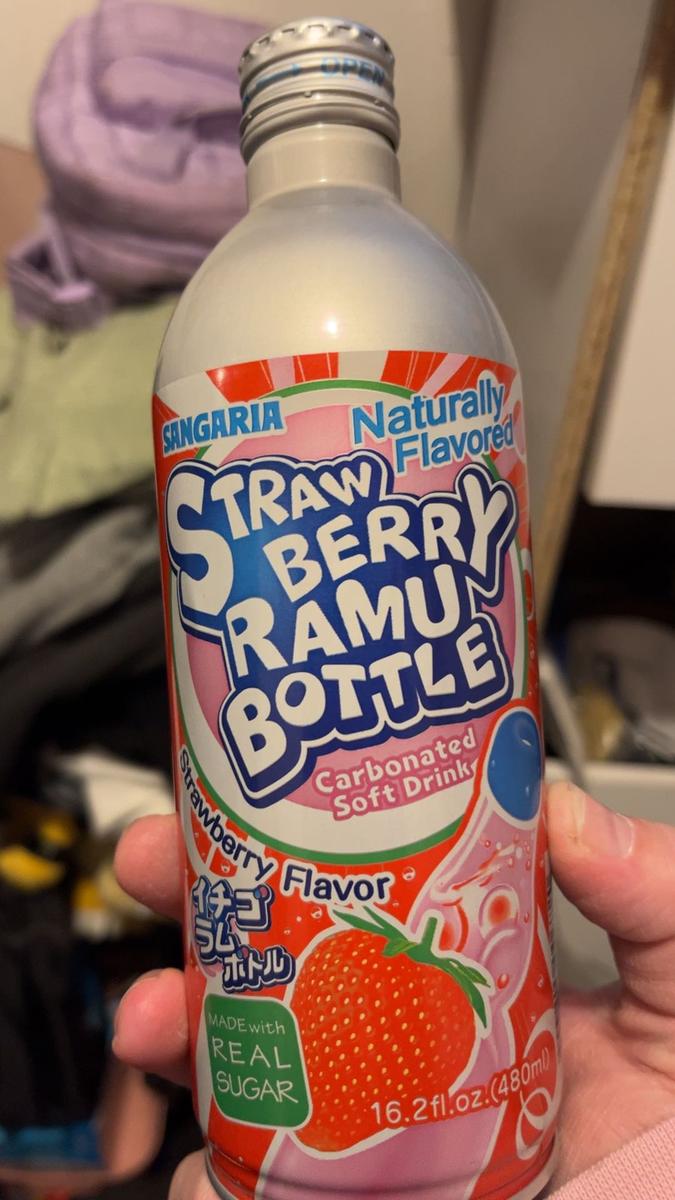 OPEN
SANGARIA
Naturally
Flavored
STRAW
BERRY
RAMU
BOTTLE
Carbonated
Soft Drink
Strawberry Flavor
イチゴ
ラム
ボトル
MADE with
REAL
SUGAR
16.2fl.oz.(480ml)